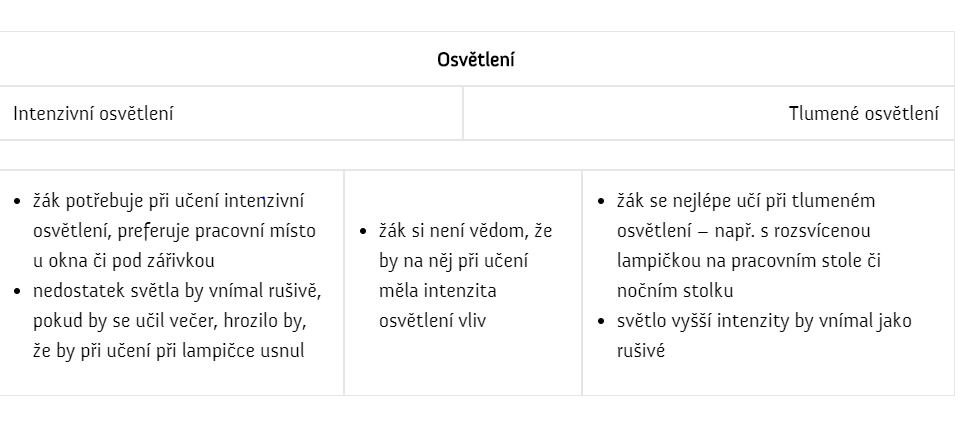 Osvětlení
Intenzivní osvětlení
Tlumené osvětlení
• žák potřebuje při učení intenzivní
osvětlení, preferuje pracovní místo
u okna či pod zářivkou
• nedostatek světla by vnímal rušivě,
pokud by se učil večer, hrozilo by,
že by při učení při lampičce usnul
• žák si není vědom, že
by na něj při učení
měla intenzita
osvětlení vliv
• žák se nejlépe učí při tlumeném
osvětlení – např. s rozsvícenou
lampičkou na pracovním stole či
nočním stolku
• světlo vyšší intenzity by vnímal jako
rušivé